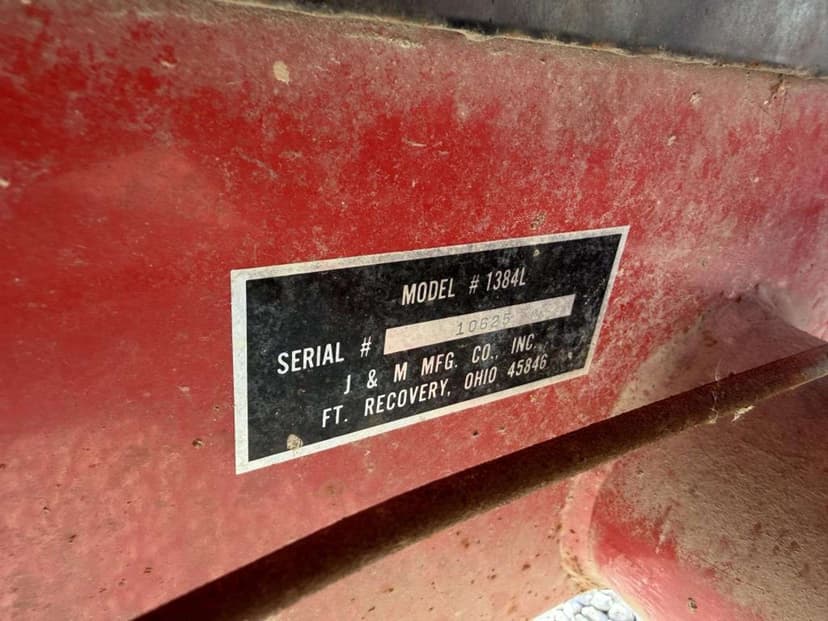 MODEL # 1384L
SERIAL # 10625
J & M MFG. CO., INC.
FT. RECOVERY, OHIO 45846